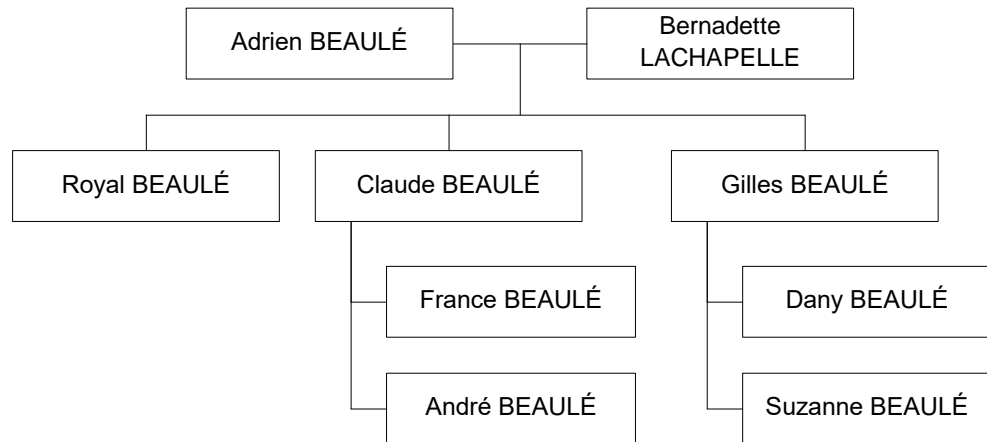 Adrien BEAULÉ
Bernadette
LACHAPELLE
Royal BEAULÉ
Claude BEAULÉ
Gilles BEAULÉ
France BEAULÉ
Dany BEAULÉ
André BEAULÉ
Suzanne BEAULÉ